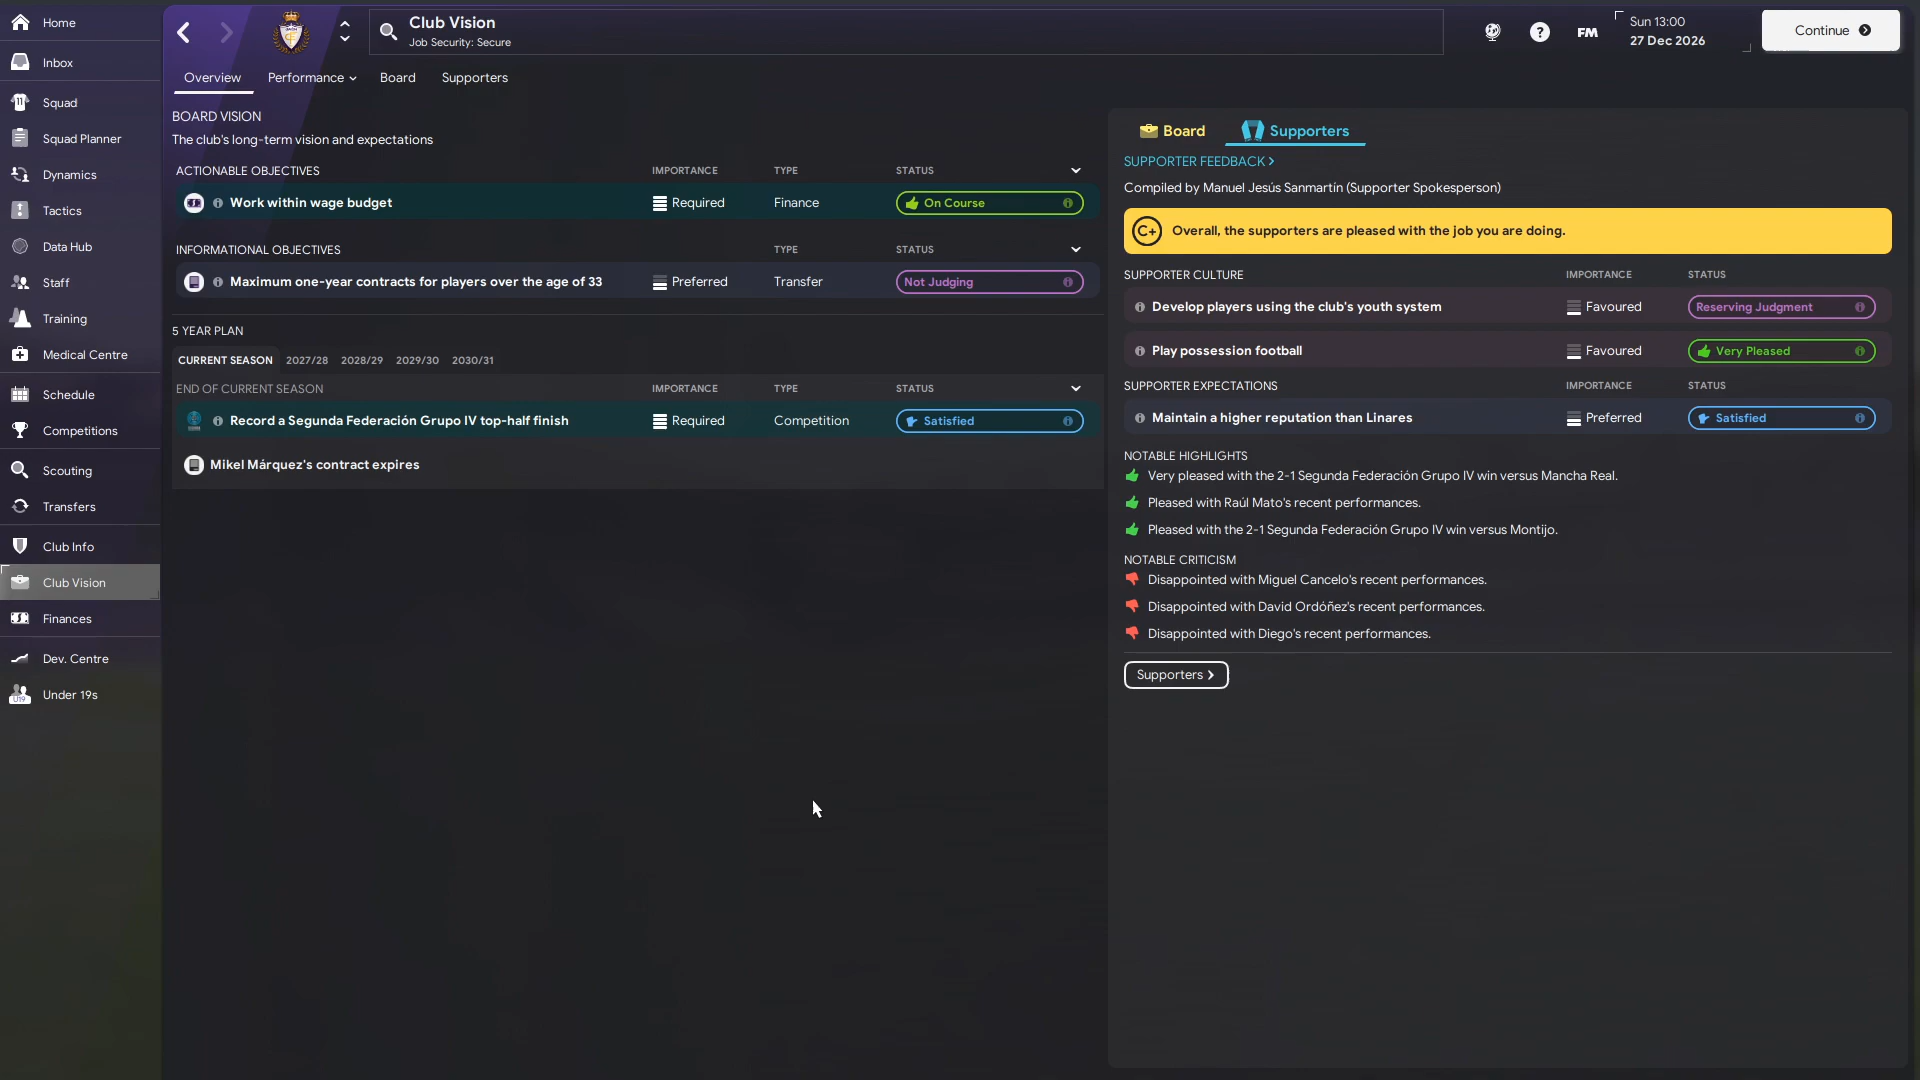 Home
Inbox
Squad
Squad Planner
Dynamics
Tactics
Data Hub
Staff
Training
Medical Centre
Schedule
Competitions
Scouting
Transfers
Club Info
Club Vision
Finances
Dev. Centre
Under 19s
Club Vision
Job Security: Secure
FM
Sun 13:00
27 Dec 2026
Continue
Overview Performance Board Supporters
BOARD VISION
The club's long-term vision and expectations
ACTIONABLE OBJECTIVES IMPORTANCE TYPE STATUS
Work within wage budget Required Finance On Course
INFORMATIONAL OBJECTIVES TYPE STATUS
Maximum one-year contracts for players over the age of 33 Preferred Transfer Not Judging
5 YEAR PLAN
CURRENT SEASON 2027/28 2028/29 2029/30 2030/31
END OF CURRENT SEASON IMPORTANCE TYPE STATUS
Record a Segunda Federación Grupo IV top-half finish Required Competition Satisfied
Mikel Márquez's contract expires
Board Supporters
SUPPORTER FEEDBACK >
Compiled by Manuel Jesús Sanmartín (Supporter Spokesperson)
C+ Overall, the supporters are pleased with the job you are doing.
SUPPORTER CULTURE IMPORTANCE STATUS
Develop players using the club's youth system Favoured Reserving Judgment
Play possession football Favoured Very Pleased
SUPPORTER EXPECTATIONS IMPORTANCE STATUS
Maintain a higher reputation than Linares Preferred Satisfied
NOTABLE HIGHLIGHTS
Very pleased with the 2-1 Segunda Federación Grupo IV win versus Mancha Real.
Pleased with Raúl Mato's recent performances.
Pleased with the 2-1 Segunda Federación Grupo IV win versus Montijo.
NOTABLE CRITICISM
Disappointed with Miguel Cancelo's recent performances.
Disappointed with David Ordóñez's recent performances.
Disappointed with Diego's recent performances.
Supporters >